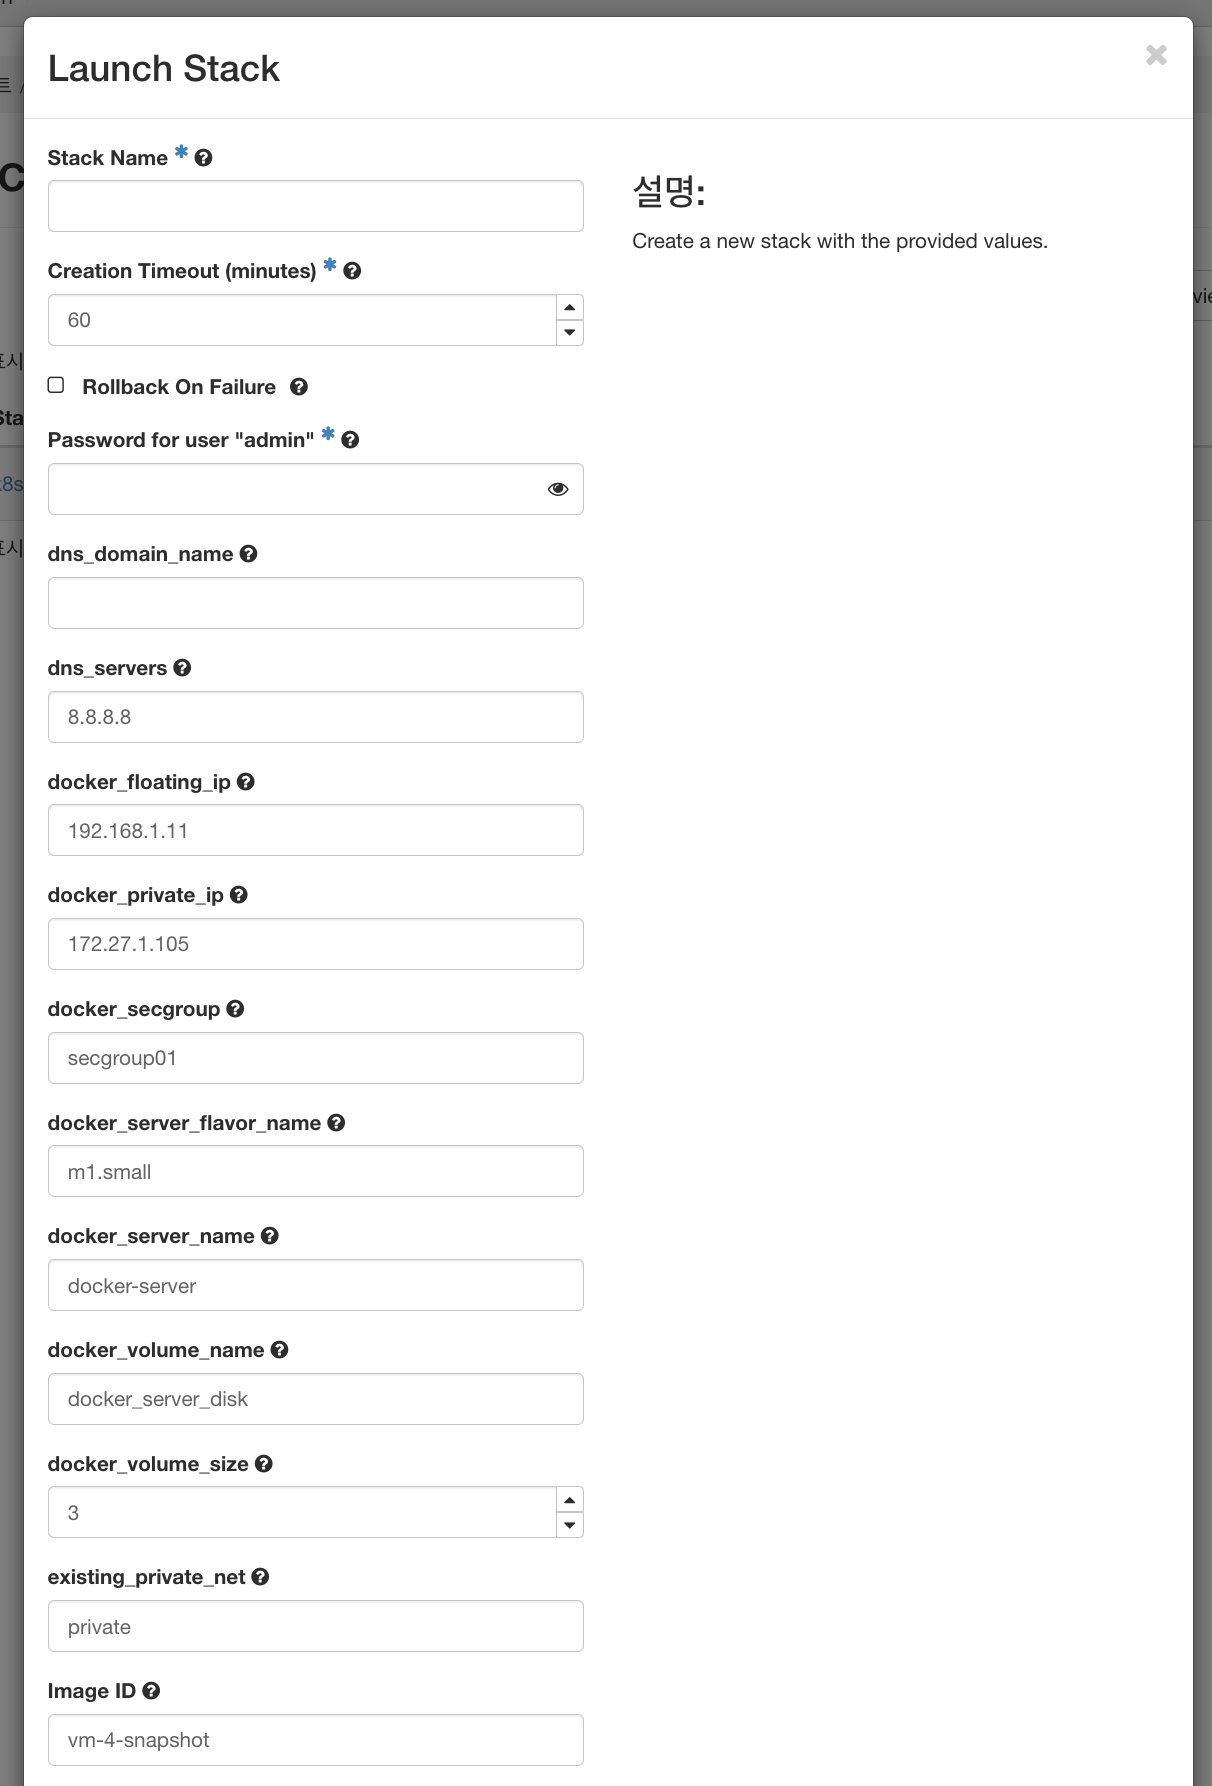 Launch Stack
Stack Name *
Creation Timeout (minutes) *
60
Rollback On Failure
Password for user "admin" *
dns_domain_name
dns_servers
8.8.8.8
docker_floating_ip
192.168.1.11
docker_private_ip
172.27.1.105
docker_secgroup
secgroup01
docker_server_flavor_name
m1.small
docker_server_name
docker-server
docker_volume_name
docker_server_disk
docker_volume_size
3
existing_private_net
private
Image ID
vm-4-snapshot
설명:
Create a new stack with the provided values.